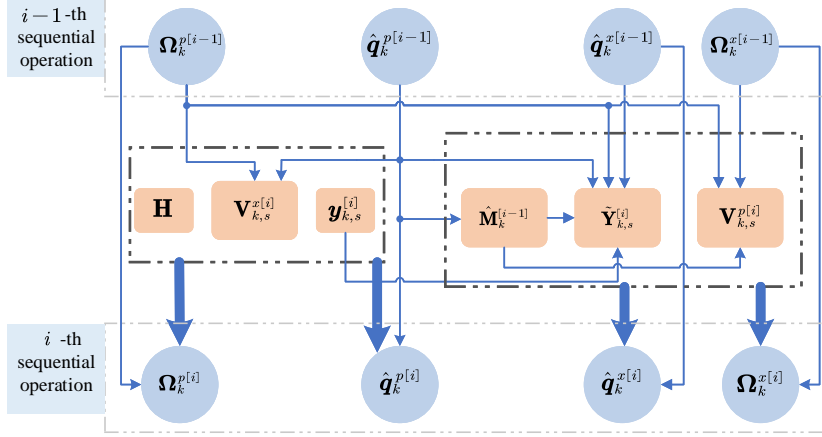 i−1-th
sequential
operation
Ω_k^{p[i−1]}
q̂_k^{p[i−1]}
q̂_k^{x[i−1]}
Ω_k^{x[i−1]}
H
V_{k,s}^{x[i]}
y_{k,s}^{[i]}
M̂_k^{[i−1]}
Ỹ_{k,s}^{[i]}
V_{k,s}^{p[i]}
i -th
sequential
operation
Ω_k^{p[i]}
q̂_k^{p[i]}
q̂_k^{x[i]}
Ω_k^{x[i]}